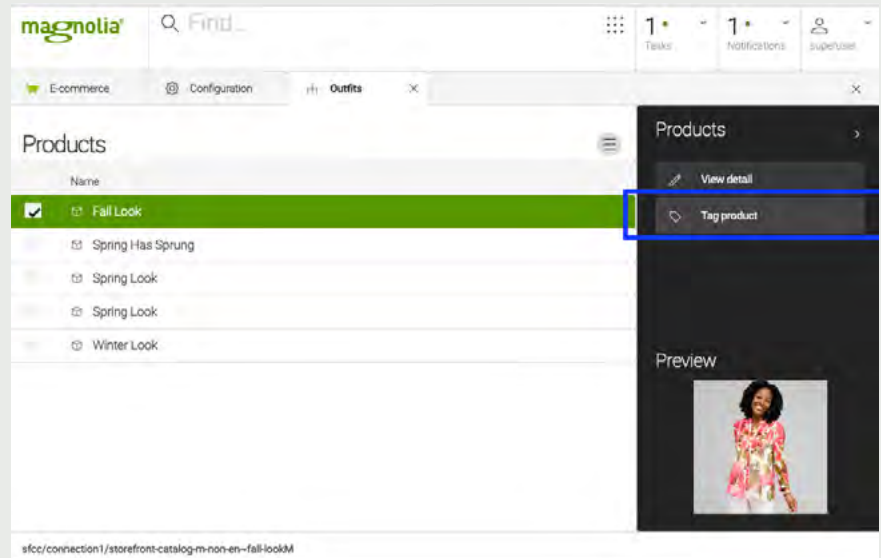 magnolia®
Find...
1
Tasks
1
Notifications
superuser
E-commerce
Configuration
Outfits
Products
Name
Fall Look
Spring Has Sprung
Spring Look
Spring Look
Winter Look
Products
View detail
Tag product
Preview
sfcc/connection1/storefront-catalog-m-non-en~fall-lookM